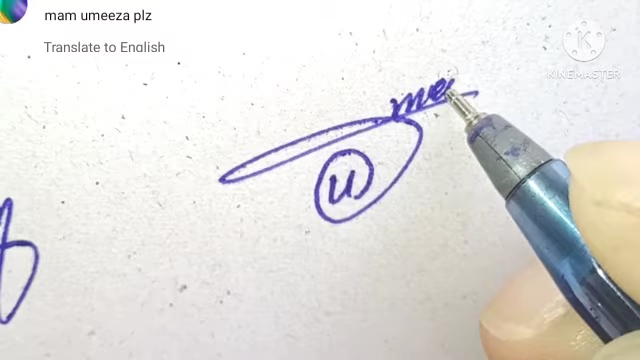 mam umeeza plz
Translate to English
K
KINEMASTER
me
U